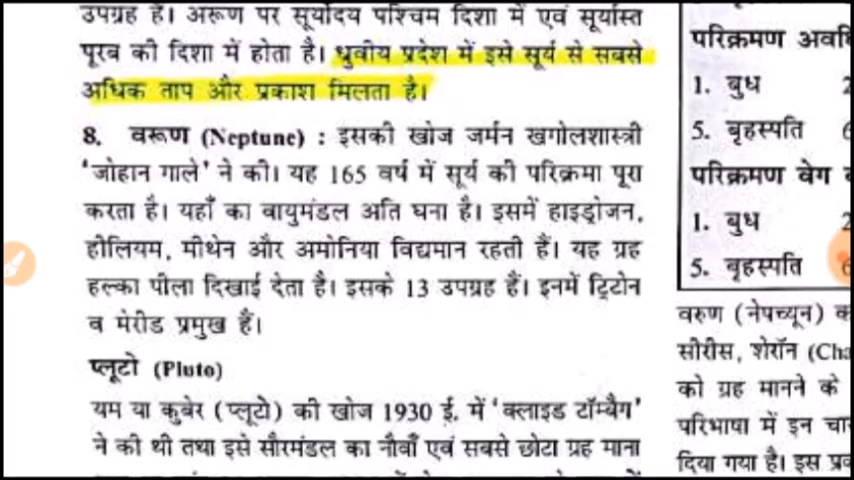 उपग्रह हैं। अरूण पर सूर्योदय पश्चिम दिशा में एवं सूर्यास्त
पूरब की दिशा में होता है। ध्रुवीय प्रदेश में इसे सूर्य से सबसे
अधिक ताप और प्रकाश मिलता है।
8. वरूण (Neptune) : इसकी खोज जर्मन खगोलशास्त्री
'जोहान गाले' ने की। यह 165 वर्ष में सूर्य की परिक्रमा पूरा
करता है। यहाँ का वायुमंडल अति घना है। इसमें हाइड्रोजन,
हीलियम, मीथेन और अमोनिया विद्यमान रहती हैं। यह ग्रह
हल्का पीला दिखाई देता है। इसके 13 उपग्रह हैं। इनमें ट्रिटोन
व मेरीड प्रमुख हैं।
प्लूटो (Pluto)
यम या कुबेर (प्लूटो) की खोज 1930 ई. में 'क्लाइड टॉम्बैग'
ने की थी तथा इसे सौरमंडल का नौवाँ एवं सबसे छोटा ग्रह माना
परिक्रमण अवधि
1. बुध
5. बृहस्पति
परिक्रमण वेग
1. बुध
5. बृहस्पति
वरुण (नेपच्यून)
सीरीस, शेरॉन (Cha
को ग्रह मानने के
परिभाषा में इन चा
दिया गया है। इस प्र